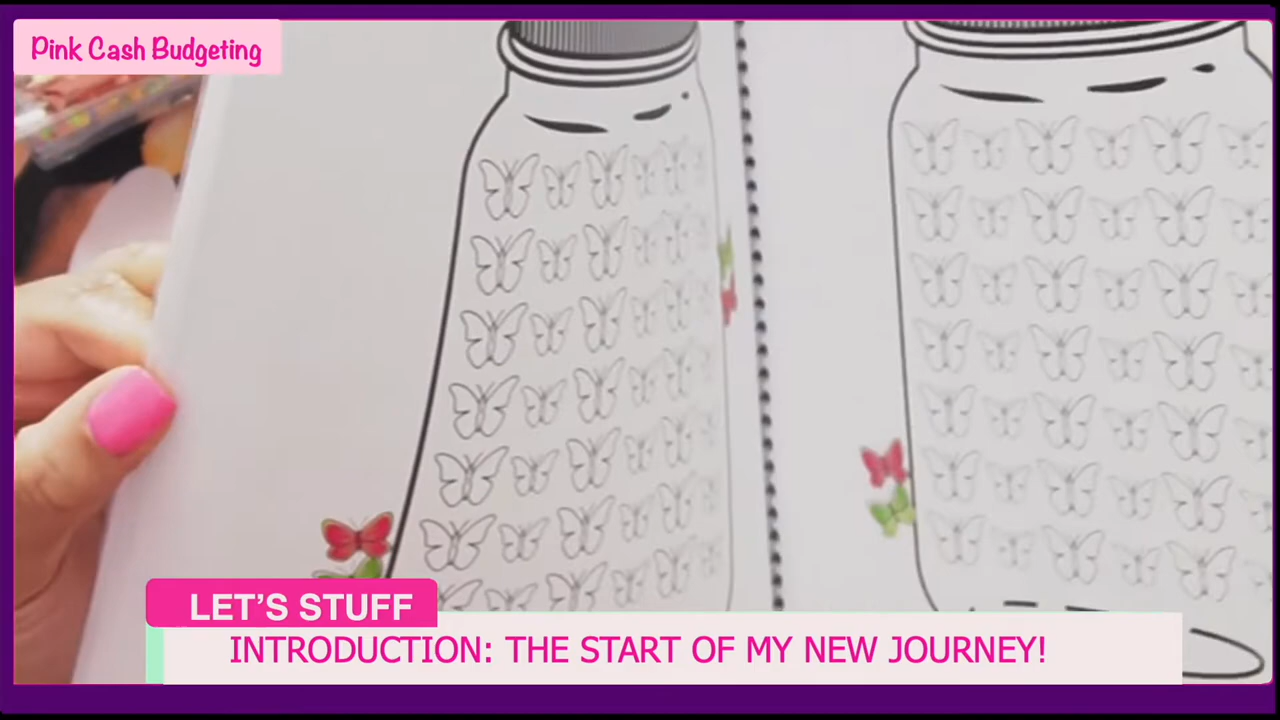 Pink Cash Budgeting
LET'S STUFF
INTRODUCTION: THE START OF MY NEW JOURNEY!